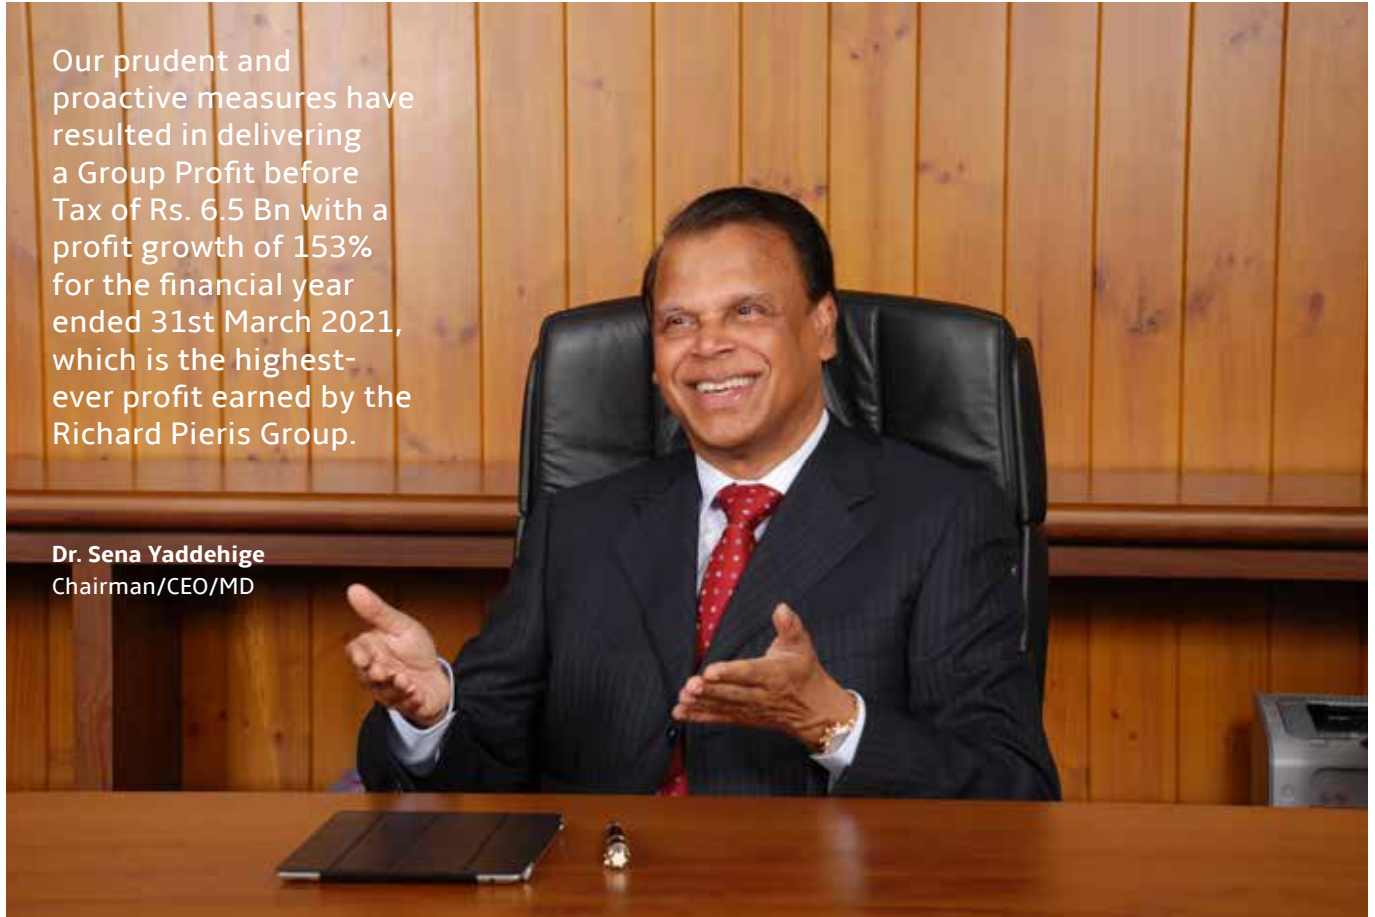 Our prudent and
proactive measures have
resulted in delivering
a Group Profit before
Tax of Rs. 6.5 Bn with a
profit growth of 153%
for the financial year
ended 31st March 2021,
which is the highest-
ever profit earned by the
Richard Pieris Group.
Dr. Sena Yaddehige
Chairman/CEO/MD